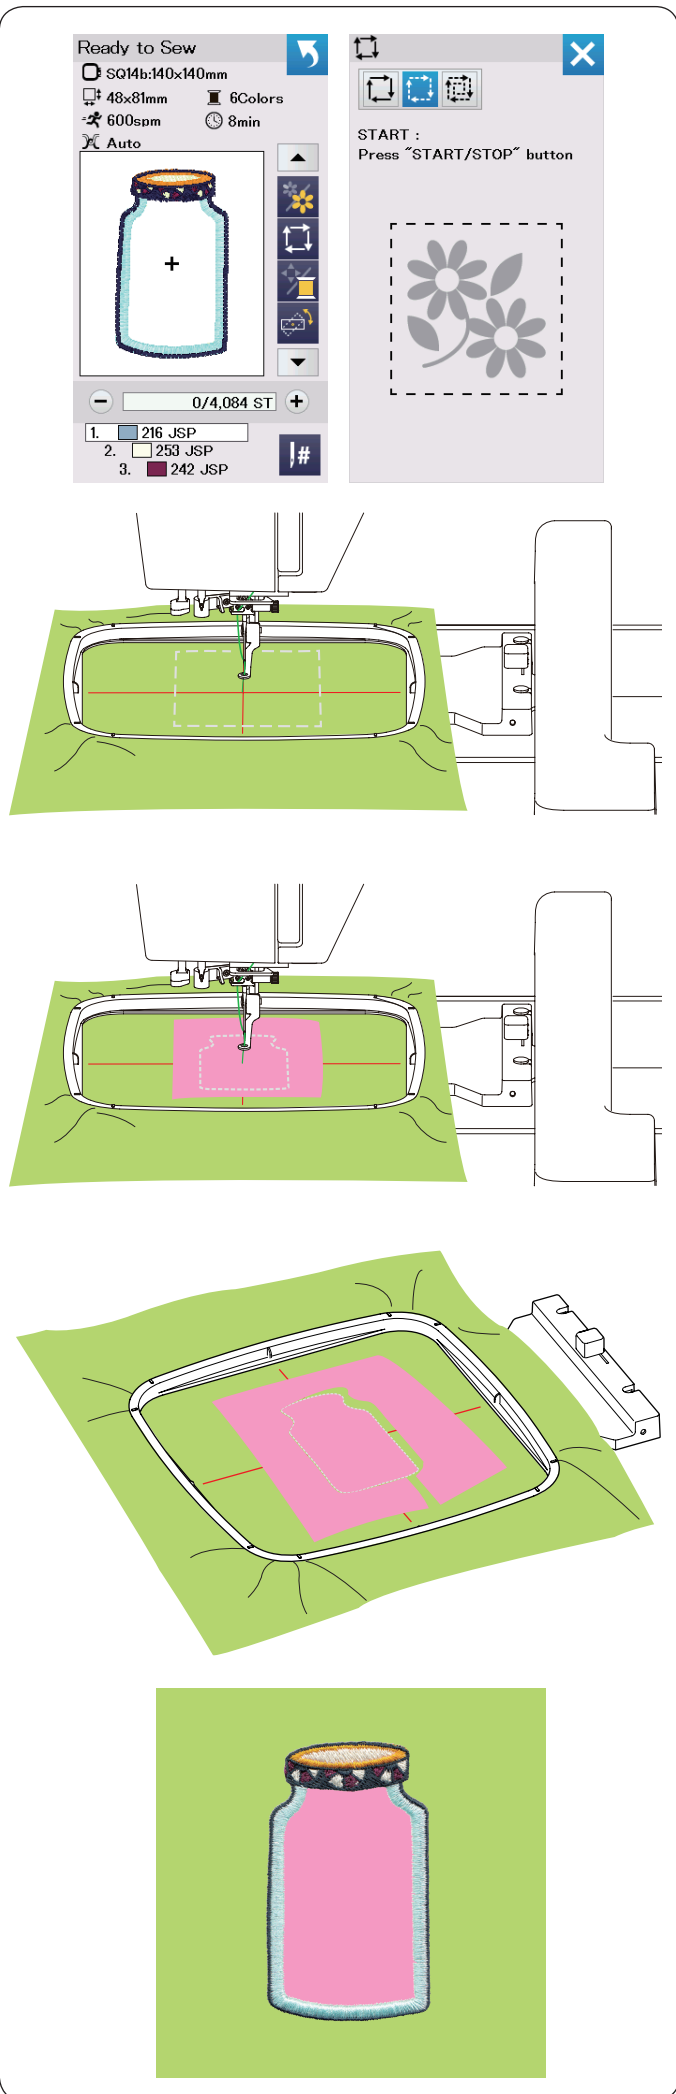 Ready to Sew
SQ14b:140x140mm
48x81mm 6Colors
600spm 8min
Auto
0/4,084 ST
1. 216 JSP
2. 253 JSP
3. 242 JSP
#
START :
Press "START/STOP" button